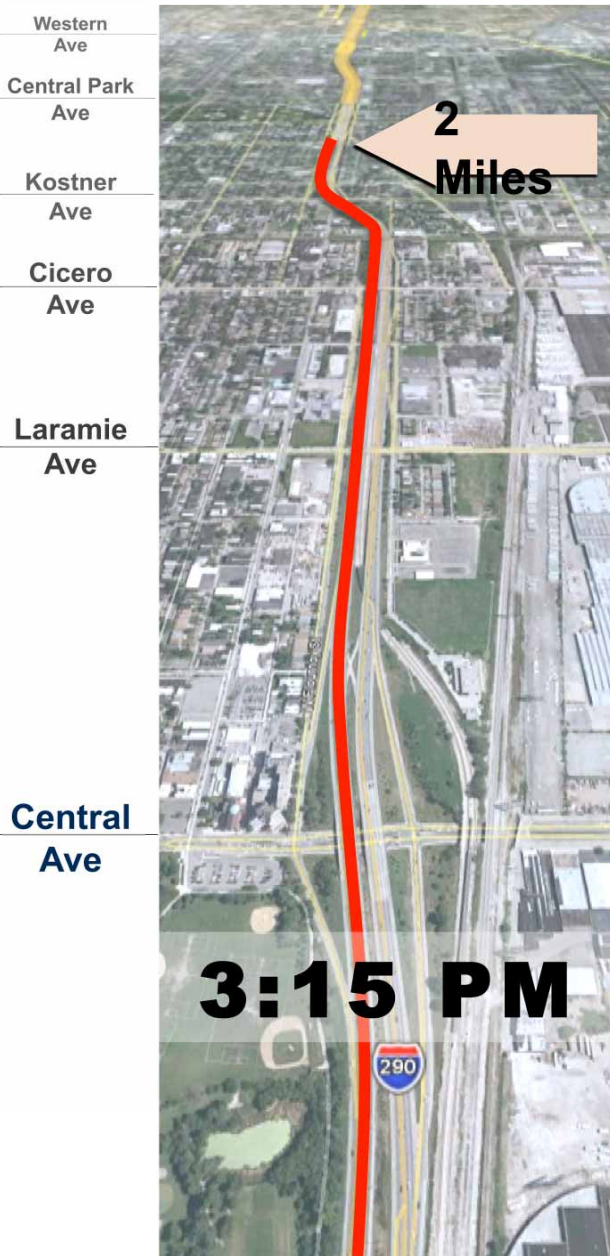 Western
Ave
Central Park
Ave
2
Miles
Kostner
Ave
Cicero
Ave
Laramie
Ave
Central
Ave
3:15 PM
290